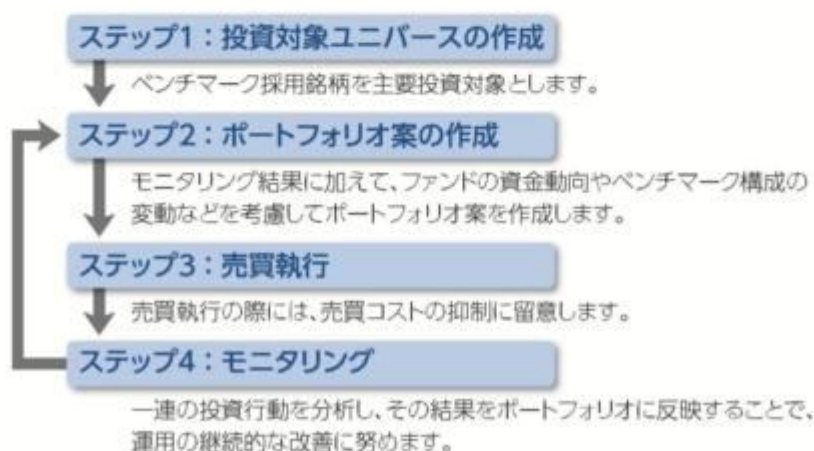 ステップ1：投資対象ユニバースの作成
ベンチマーク採用銘柄を主要投資対象とします。
ステップ2：ポートフォリオ案の作成
モニタリング結果に加えて、ファンドの資金動向やベンチマーク構成の
変動などを考慮してポートフォリオ案を作成します。
ステップ3：売買執行
売買執行の際には、売買コストの抑制に留意します。
ステップ4：モニタリング
一連の投資行動を分析し、その結果をポートフォリオに反映することで、
運用の継続的な改善に努めます。